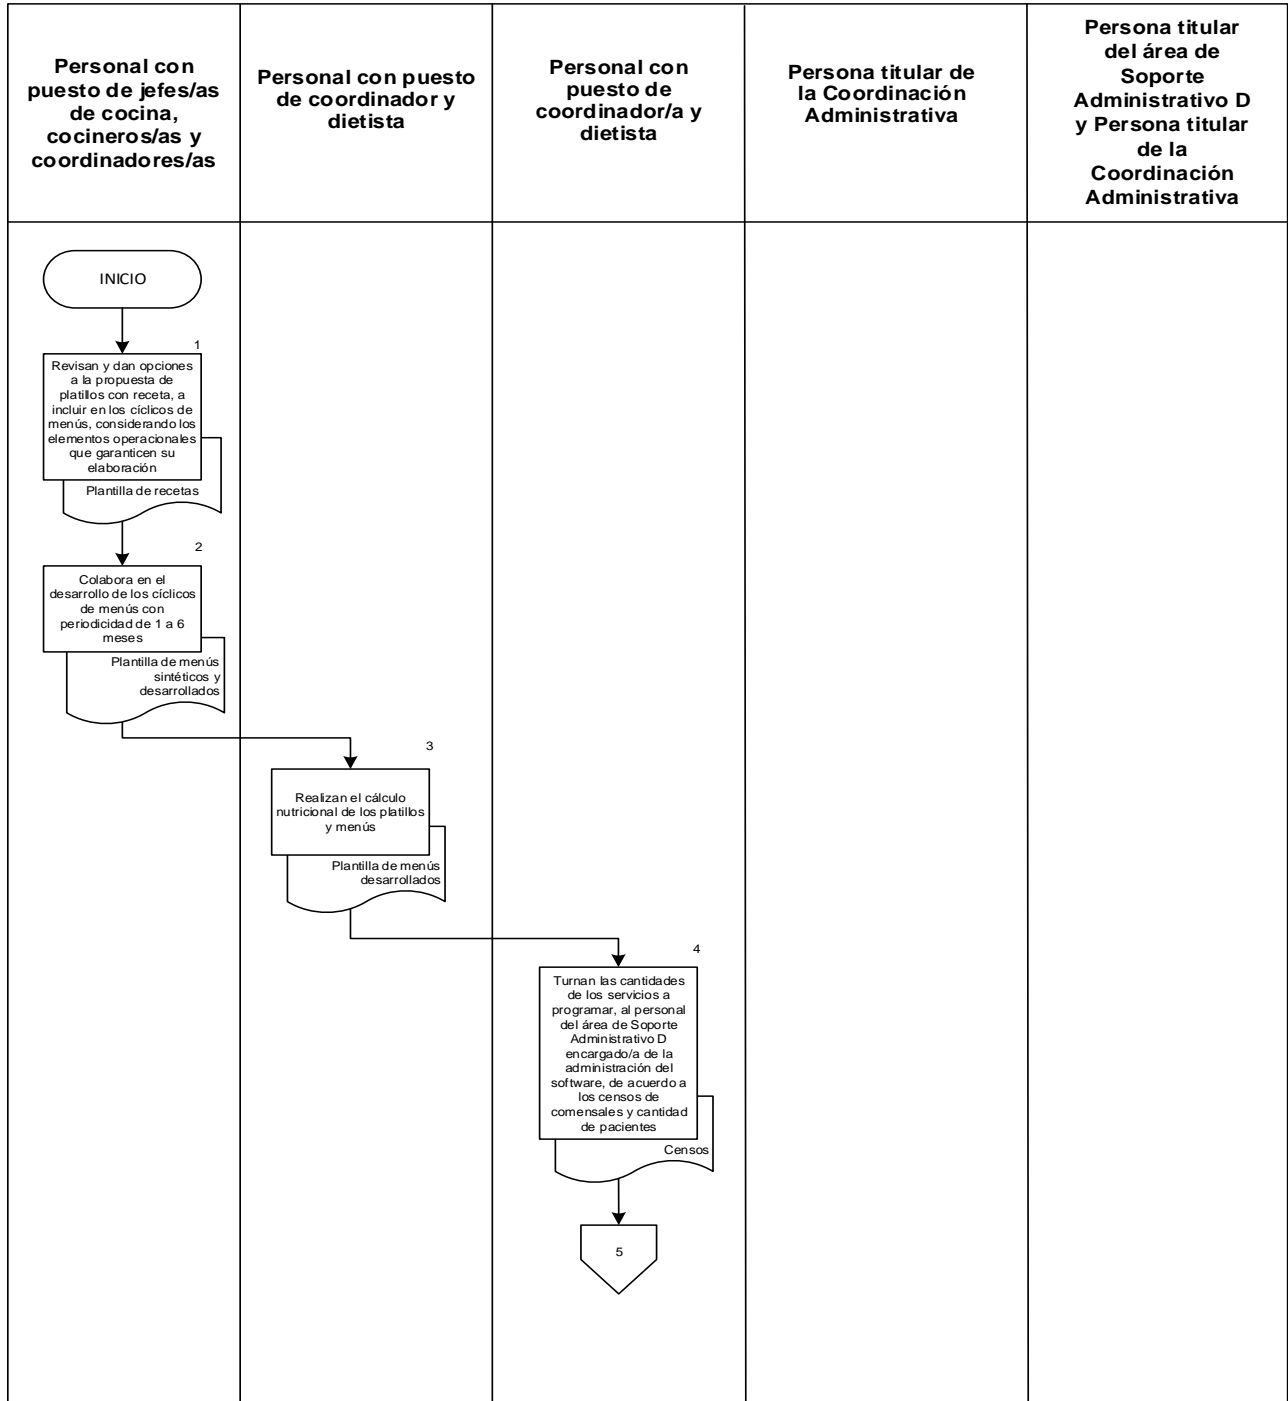 Personal con
puesto de jefes/as
de cocina,
cocineros/as y
coordinadores/as
Personal con puesto
de coordinador y
dietista
Personal con
puesto de
coordinador/a y
dietista
Persona titular de
la Coordinación
Administrativa
Persona titular
del área de
Soporte
Administrativo D
y Persona titular
de la
Coordinación
Administrativa
INICIO
1
Revisan y dan opciones
a la propuesta de
platillos con receta, a
incluir en los cíclicos de
menús, considerando los
elementos operacionales
que garanticen su
elaboración
Plantilla de recetas
2
Colabora en el
desarrollo de los cíclicos
de menús con
periodicidad de 1 a 6
meses
Plantilla de menús
sintéticos y
desarrollados
3
Realizan el cálculo
nutricional de los platillos
y menús
Plantilla de menús
desarrollados
4
Turnan las cantidades
de los servicios a
programar, al personal
del área de Soporte
Administrativo D
encargado/a de la
administración del
software, de acuerdo a
los censos de
comensales y cantidad
de pacientes
Censos
5